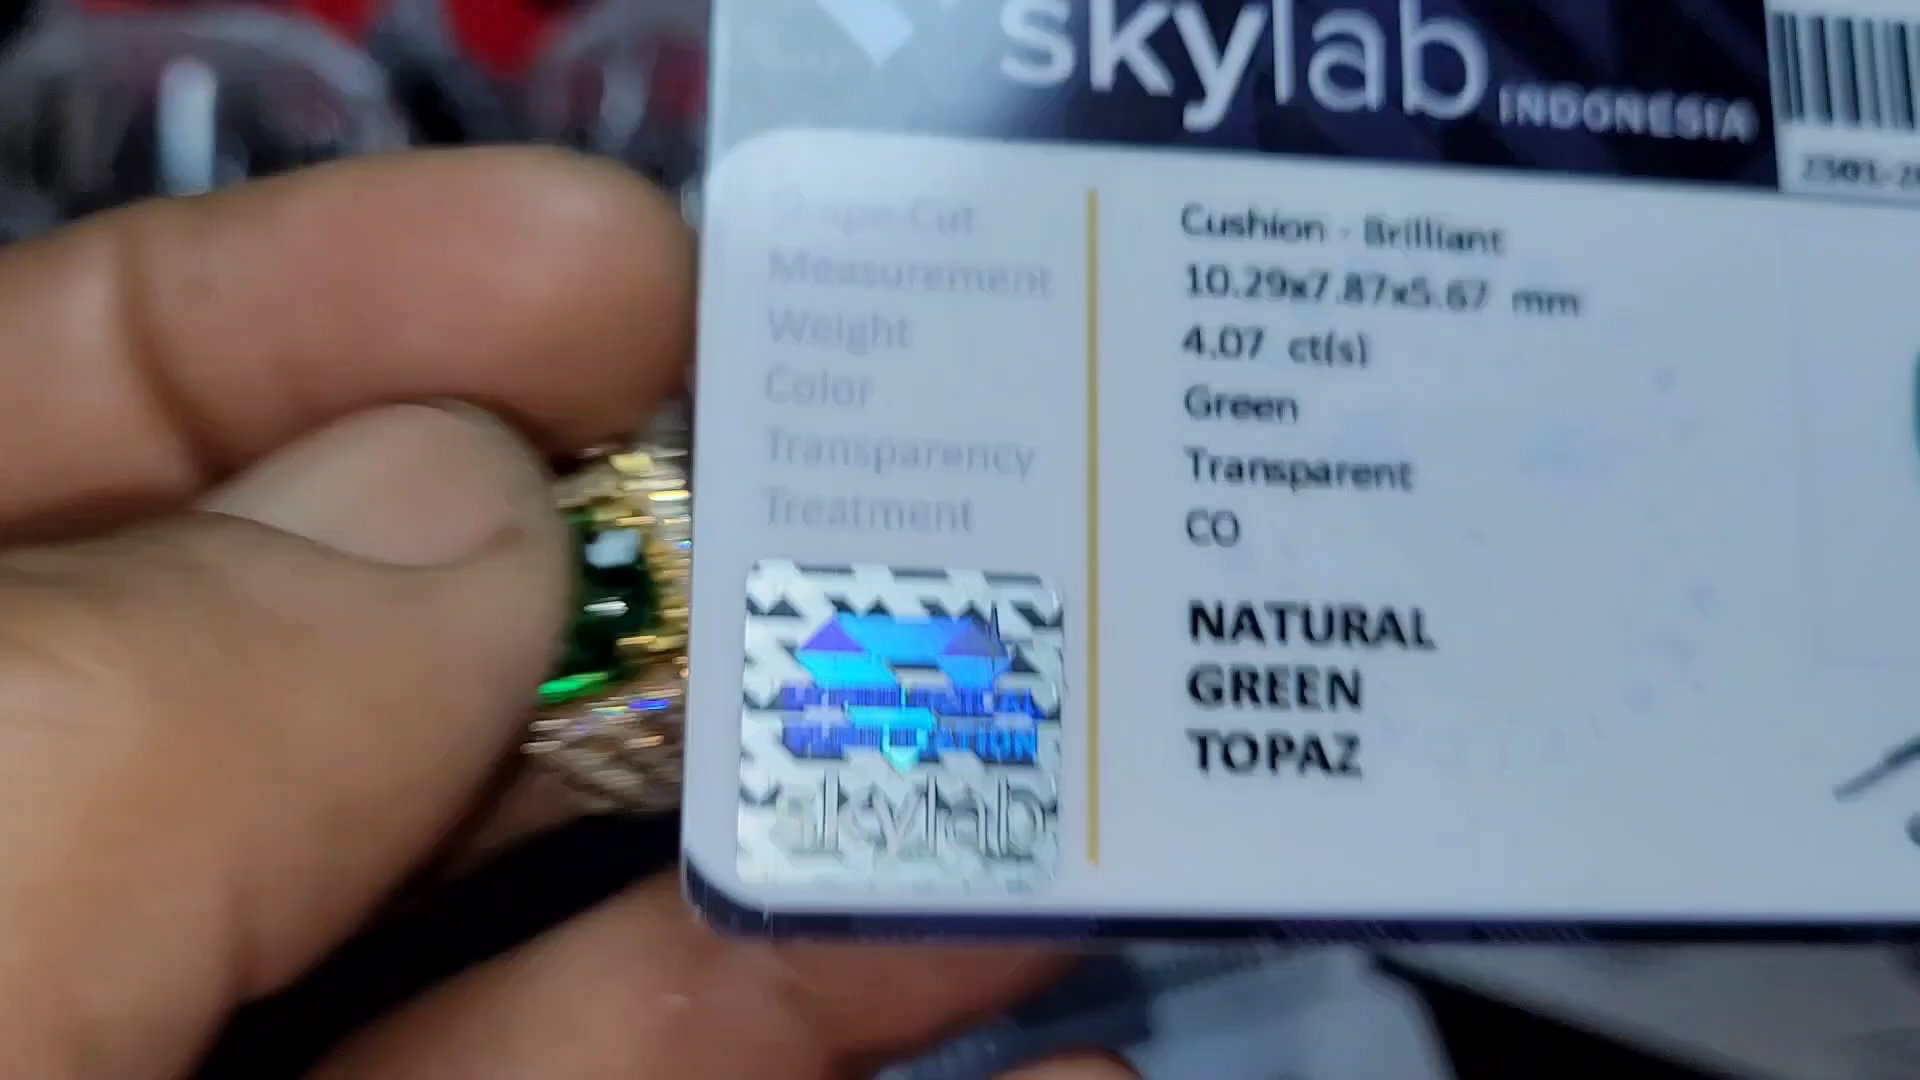 skylab INDONESIA
Shape-Cut Cushion - Brilliant
Measurement 10.29x7.87x5.67 mm
Weight 4.07 ct(s)
Color Green
Transparency Transparent
Treatment CO
NATURAL
GREEN
TOPAZ
skylab